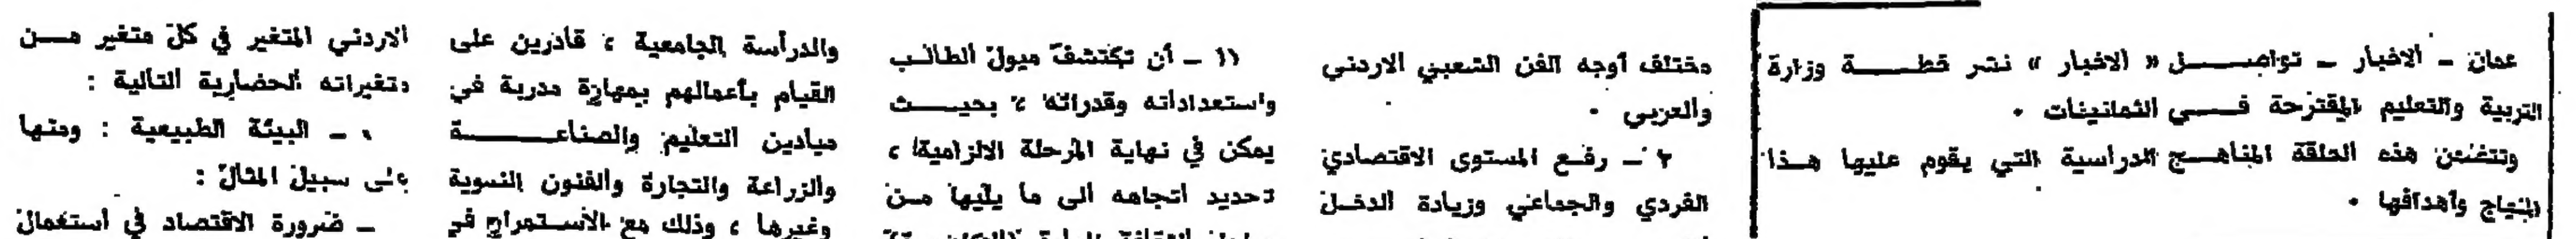 عمان - الاخبار - تواصل « الاخبار » نشر خطة وزارة
التربية والتعليم المقترحة في الثمانينات .
وتتضمن هذه الحلقة المناهج الدراسية التي يقوم عليها هذا
وأهدافها .
مختلف أوجه الفن الشعبي الاردني
والعربي .
٢ - رفع المستوى الاقتصادي
الفردي والجماعي وزيادة الدخل
١١ - أن تكتشف ميول الطالب
واستعداداته وقدراته ، بحيث
يمكن في نهاية المرحلة الالزامية ،
تحديد اتجاهه الى ما يليها من
والدراسة الجامعية ، قادرين على
القيام بأعمالهم بمهارة مدربة في
ميادين التعليم والصناعة
والزراعة والتجارة والفنون النسوية
وغيرها ، وذلك مع الاستمرار في
الاردني المتغير في كل متغير من
متغيراته الحضارية التالية :
١ - البيئة الطبيعية : ومنها
على سبيل المثال :
- ضرورة الاقتصاد في استعمال